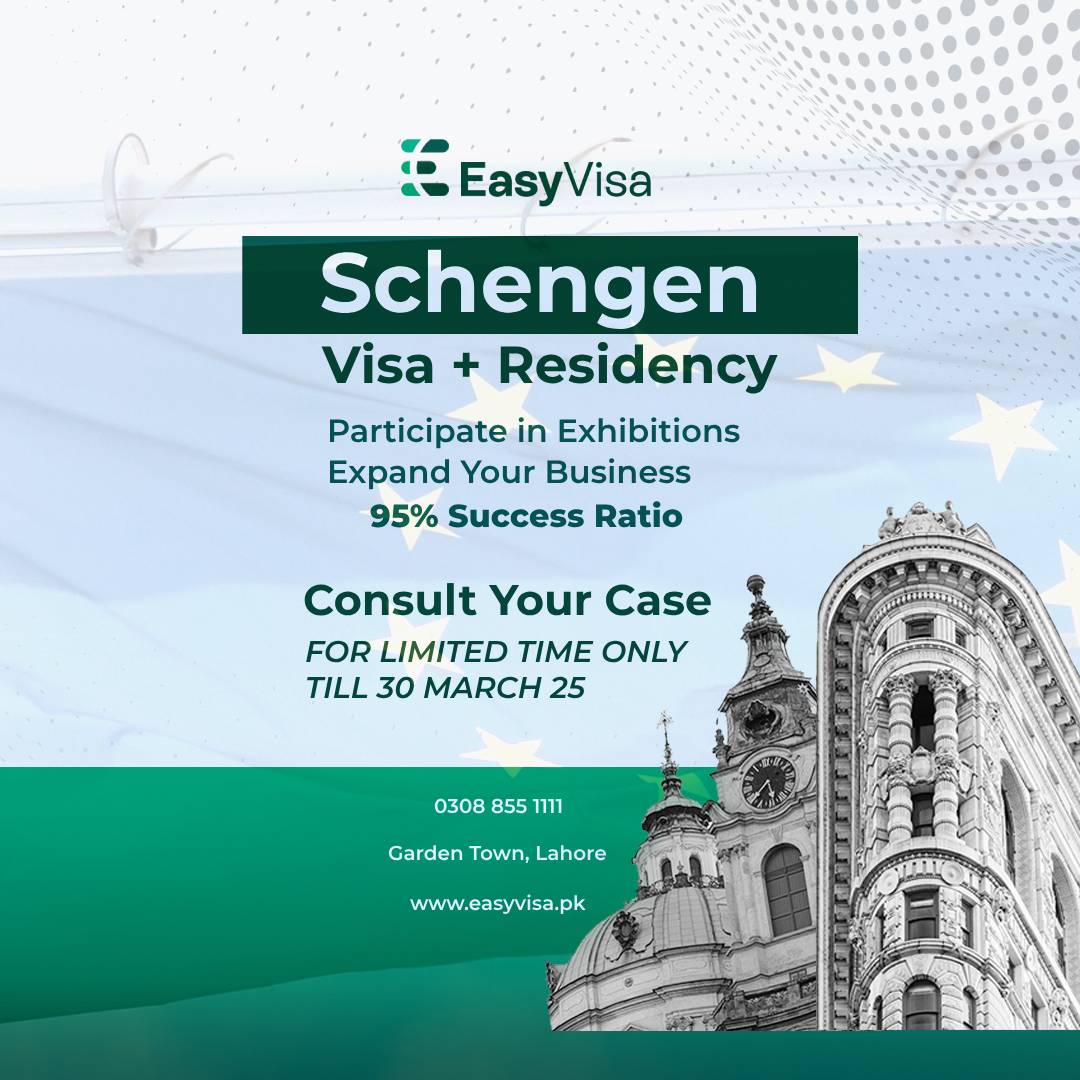 EasyVisa
Schengen
Visa + Residency
Participate in Exhibitions
Expand Your Business
95% Success Ratio
Consult Your Case
FOR LIMITED TIME ONLY
TILL 30 MARCH 25
0308 855 1111
Garden Town, Lahore
www.easyvisa.pk